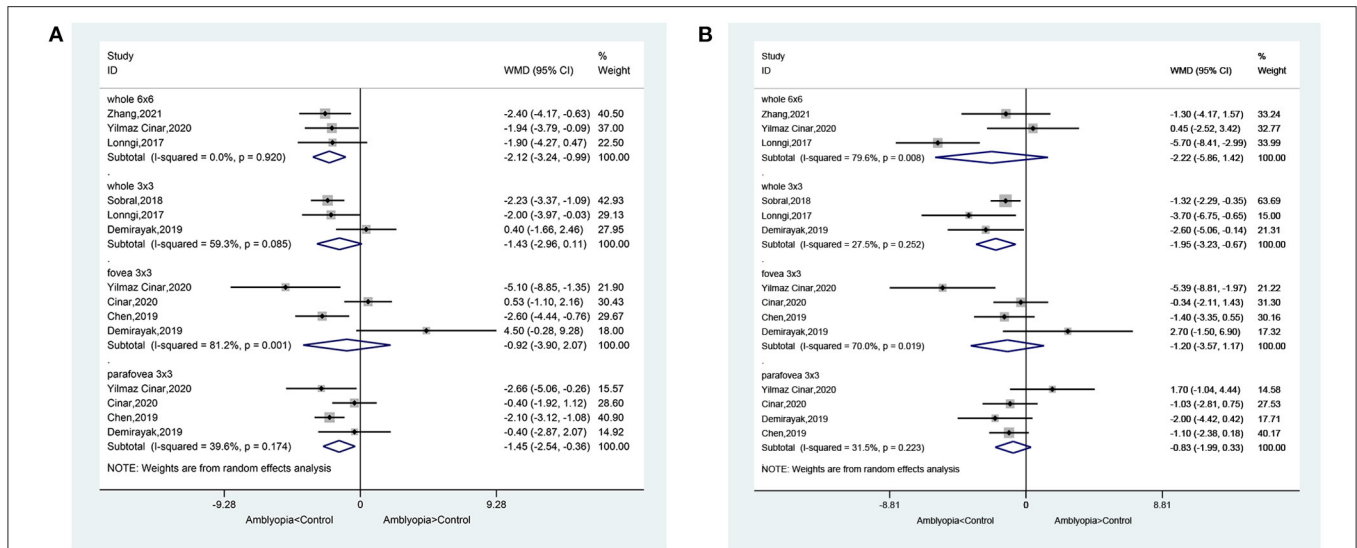 A
Study %
ID WMD (95% CI) Weight
whole 6x6
Zhang,2021 -2.40 (-4.17, -0.63) 40.50
Yilmaz Cinar,2020 -1.94 (-3.79, -0.09) 37.00
Lonngi,2017 -1.90 (-4.27, 0.47) 22.50
Subtotal (I-squared = 0.0%, p = 0.920) -2.12 (-3.24, -0.99) 100.00
.
whole 3x3
Sobral,2018 -2.23 (-3.37, -1.09) 42.93
Lonngi,2017 -2.00 (-3.97, -0.03) 29.13
Demirayak,2019 0.40 (-1.66, 2.46) 27.95
Subtotal (I-squared = 59.3%, p = 0.085) -1.43 (-2.96, 0.11) 100.00
.
fovea 3x3
Yilmaz Cinar,2020 -5.10 (-8.85, -1.35) 21.90
Cinar,2020 0.53 (-1.10, 2.16) 30.43
Chen,2019 -2.60 (-4.44, -0.76) 29.67
Demirayak,2019 4.50 (-0.28, 9.28) 18.00
Subtotal (I-squared = 81.2%, p = 0.001) -0.92 (-3.90, 2.07) 100.00
.
parafovea 3x3
Yilmaz Cinar,2020 -2.66 (-5.06, -0.26) 15.57
Cinar,2020 -0.40 (-1.92, 1.12) 28.60
Chen,2019 -2.10 (-3.12, -1.08) 40.90
Demirayak,2019 -0.40 (-2.87, 2.07) 14.92
Subtotal (I-squared = 39.6%, p = 0.174) -1.45 (-2.54, -0.36) 100.00
NOTE: Weights are from random effects analysis
-9.28 0 9.28
Amblyopia<Control Amblyopia>Control
B
Study %
ID WMD (95% CI) Weight
whole 6x6
Zhang,2021 -1.30 (-4.17, 1.57) 33.24
Yilmaz Cinar,2020 0.45 (-2.52, 3.42) 32.77
Lonngi,2017 -5.70 (-8.41, -2.99) 33.99
Subtotal (I-squared = 79.6%, p = 0.008) -2.22 (-5.86, 1.42) 100.00
.
whole 3x3
Sobral,2018 -1.32 (-2.29, -0.35) 63.69
Lonngi,2017 -3.70 (-6.75, -0.65) 15.00
Demirayak,2019 -2.60 (-5.06, -0.14) 21.31
Subtotal (I-squared = 27.5%, p = 0.252) -1.95 (-3.23, -0.67) 100.00
.
fovea 3x3
Yilmaz Cinar,2020 -5.39 (-8.81, -1.97) 21.22
Cinar,2020 -0.34 (-2.11, 1.43) 31.30
Chen,2019 -1.40 (-3.35, 0.55) 30.16
Demirayak,2019 2.70 (-1.50, 6.90) 17.32
Subtotal (I-squared = 70.0%, p = 0.019) -1.20 (-3.57, 1.17) 100.00
.
parafovea 3x3
Yilmaz Cinar,2020 1.70 (-1.04, 4.44) 14.58
Cinar,2020 -1.03 (-2.81, 0.75) 27.53
Demirayak,2019 -2.00 (-4.42, 0.42) 17.71
Chen,2019 -1.10 (-2.38, 0.18) 40.17
Subtotal (I-squared = 31.5%, p = 0.223) -0.83 (-1.99, 0.33) 100.00
NOTE: Weights are from random effects analysis
-8.81 0 8.81
Amblyopia<Control Amblyopia>Control